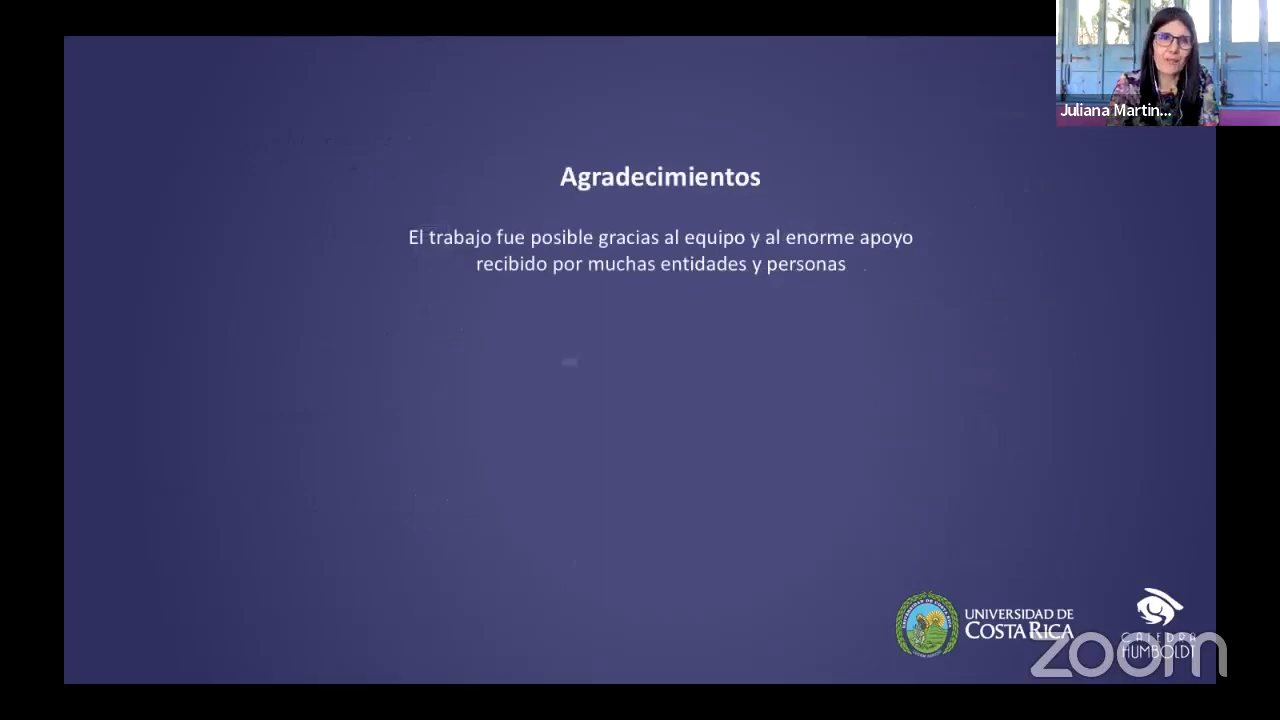 Juliana Martin...
Agradecimientos
El trabajo fue posible gracias al equipo y al enorme apoyo
recibido por muchas entidades y personas
UNIVERSIDAD DE
COSTA RICA
CÁTEDRA
HUMBOLDT
zoom